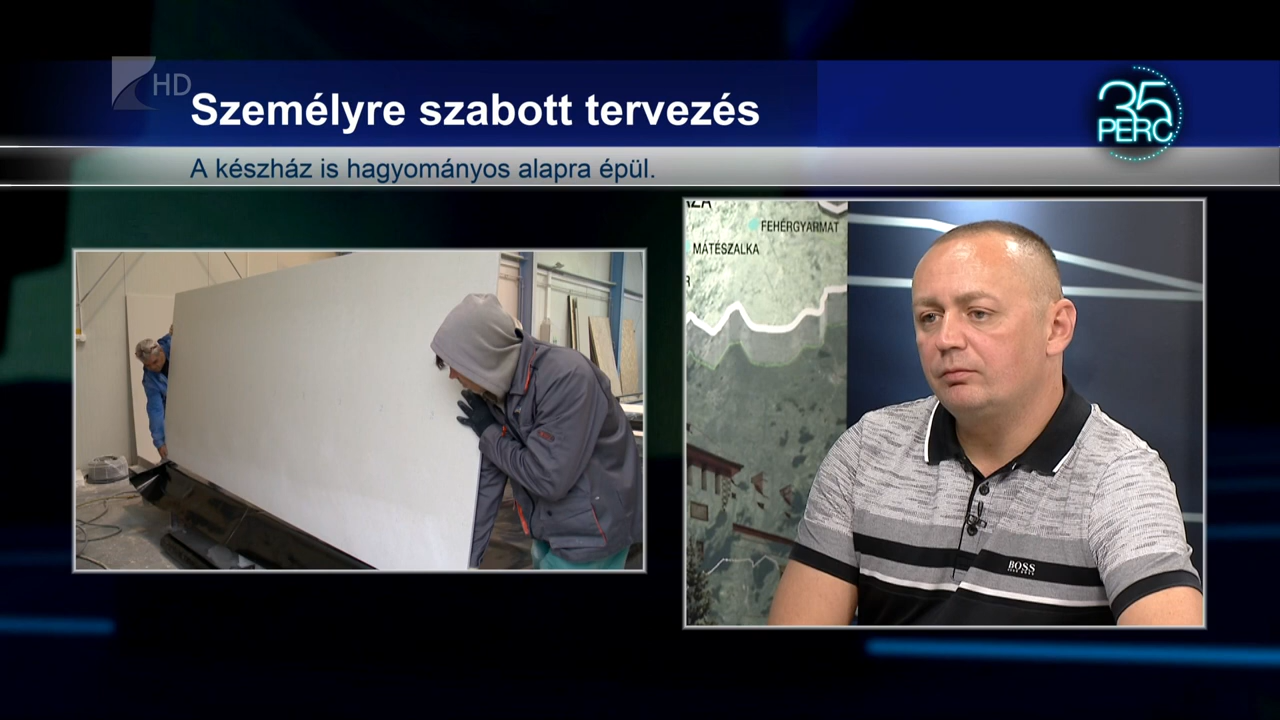 HD
Személyre szabott tervezés
35
PERC
A készház is hagyományos alapra épül.
FEHÉRGYARMAT
MÁTÉSZALKA
BOSS